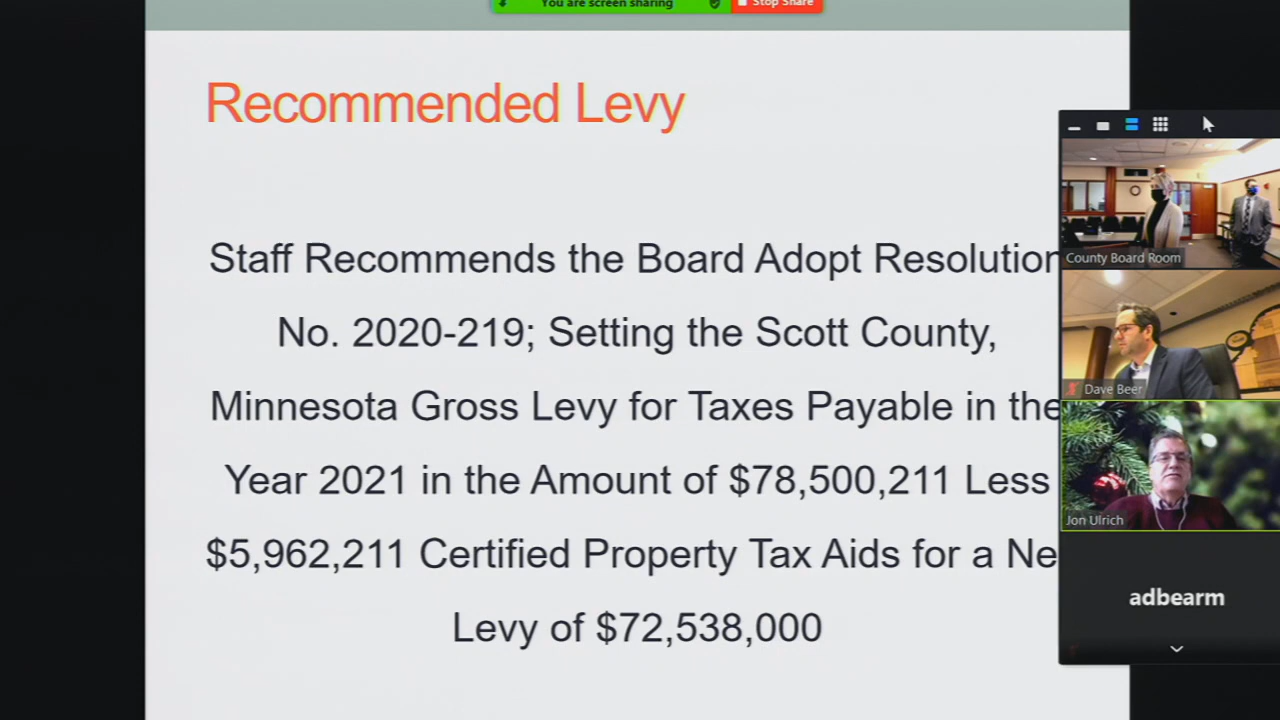 You are screen sharing
Stop Share
Recommended Levy
Staff Recommends the Board Adopt Resolution
No. 2020-219; Setting the Scott County,
Minnesota Gross Levy for Taxes Payable in the
Year 2021 in the Amount of $78,500,211 Less
$5,962,211 Certified Property Tax Aids for a Ne
Levy of $72,538,000
County Board Room
Dave Beer
Jon Ulrich
adbearm